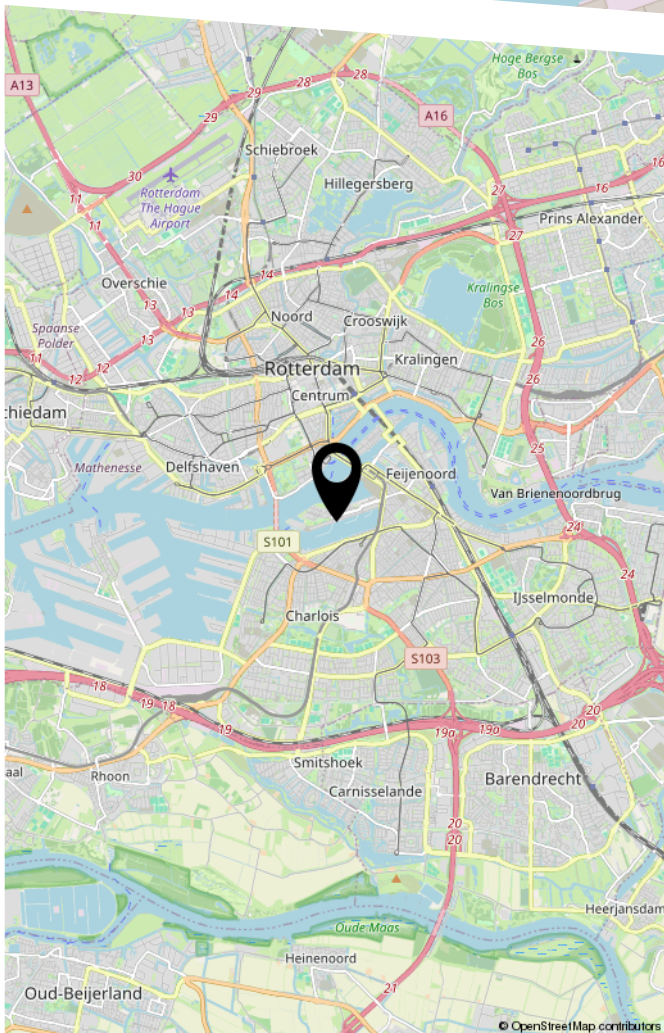 Hoge Bergse
Bos
A13
28
28
29
29
A16
Schiebroek
30
Hillegersberg
16
16
Rotterdam
The Hague
Airport
11
11
27
27
Prins Alexander
Overschie
14
14
13
13
13
Kralingse
Bos
Noord
Crooswijk
Spaanse
Polder
11
12
12
26
26
Kralingen
Rotterdam
Centrum
chiedam
25
Mathenesse
Delfshaven
Feijenoord
Van Brienenoordbrug
24
24
S101
IJsselmonde
Charlois
S103
18
18
19
19
19a
19a
20
20
aal
Rhoon
Smitshoek
Carnisselande
Barendrecht
20
20
Heerjansdam
Oude Maas
Heinenoord
21
Oud-Beijerland
© OpenStreetMap contributors